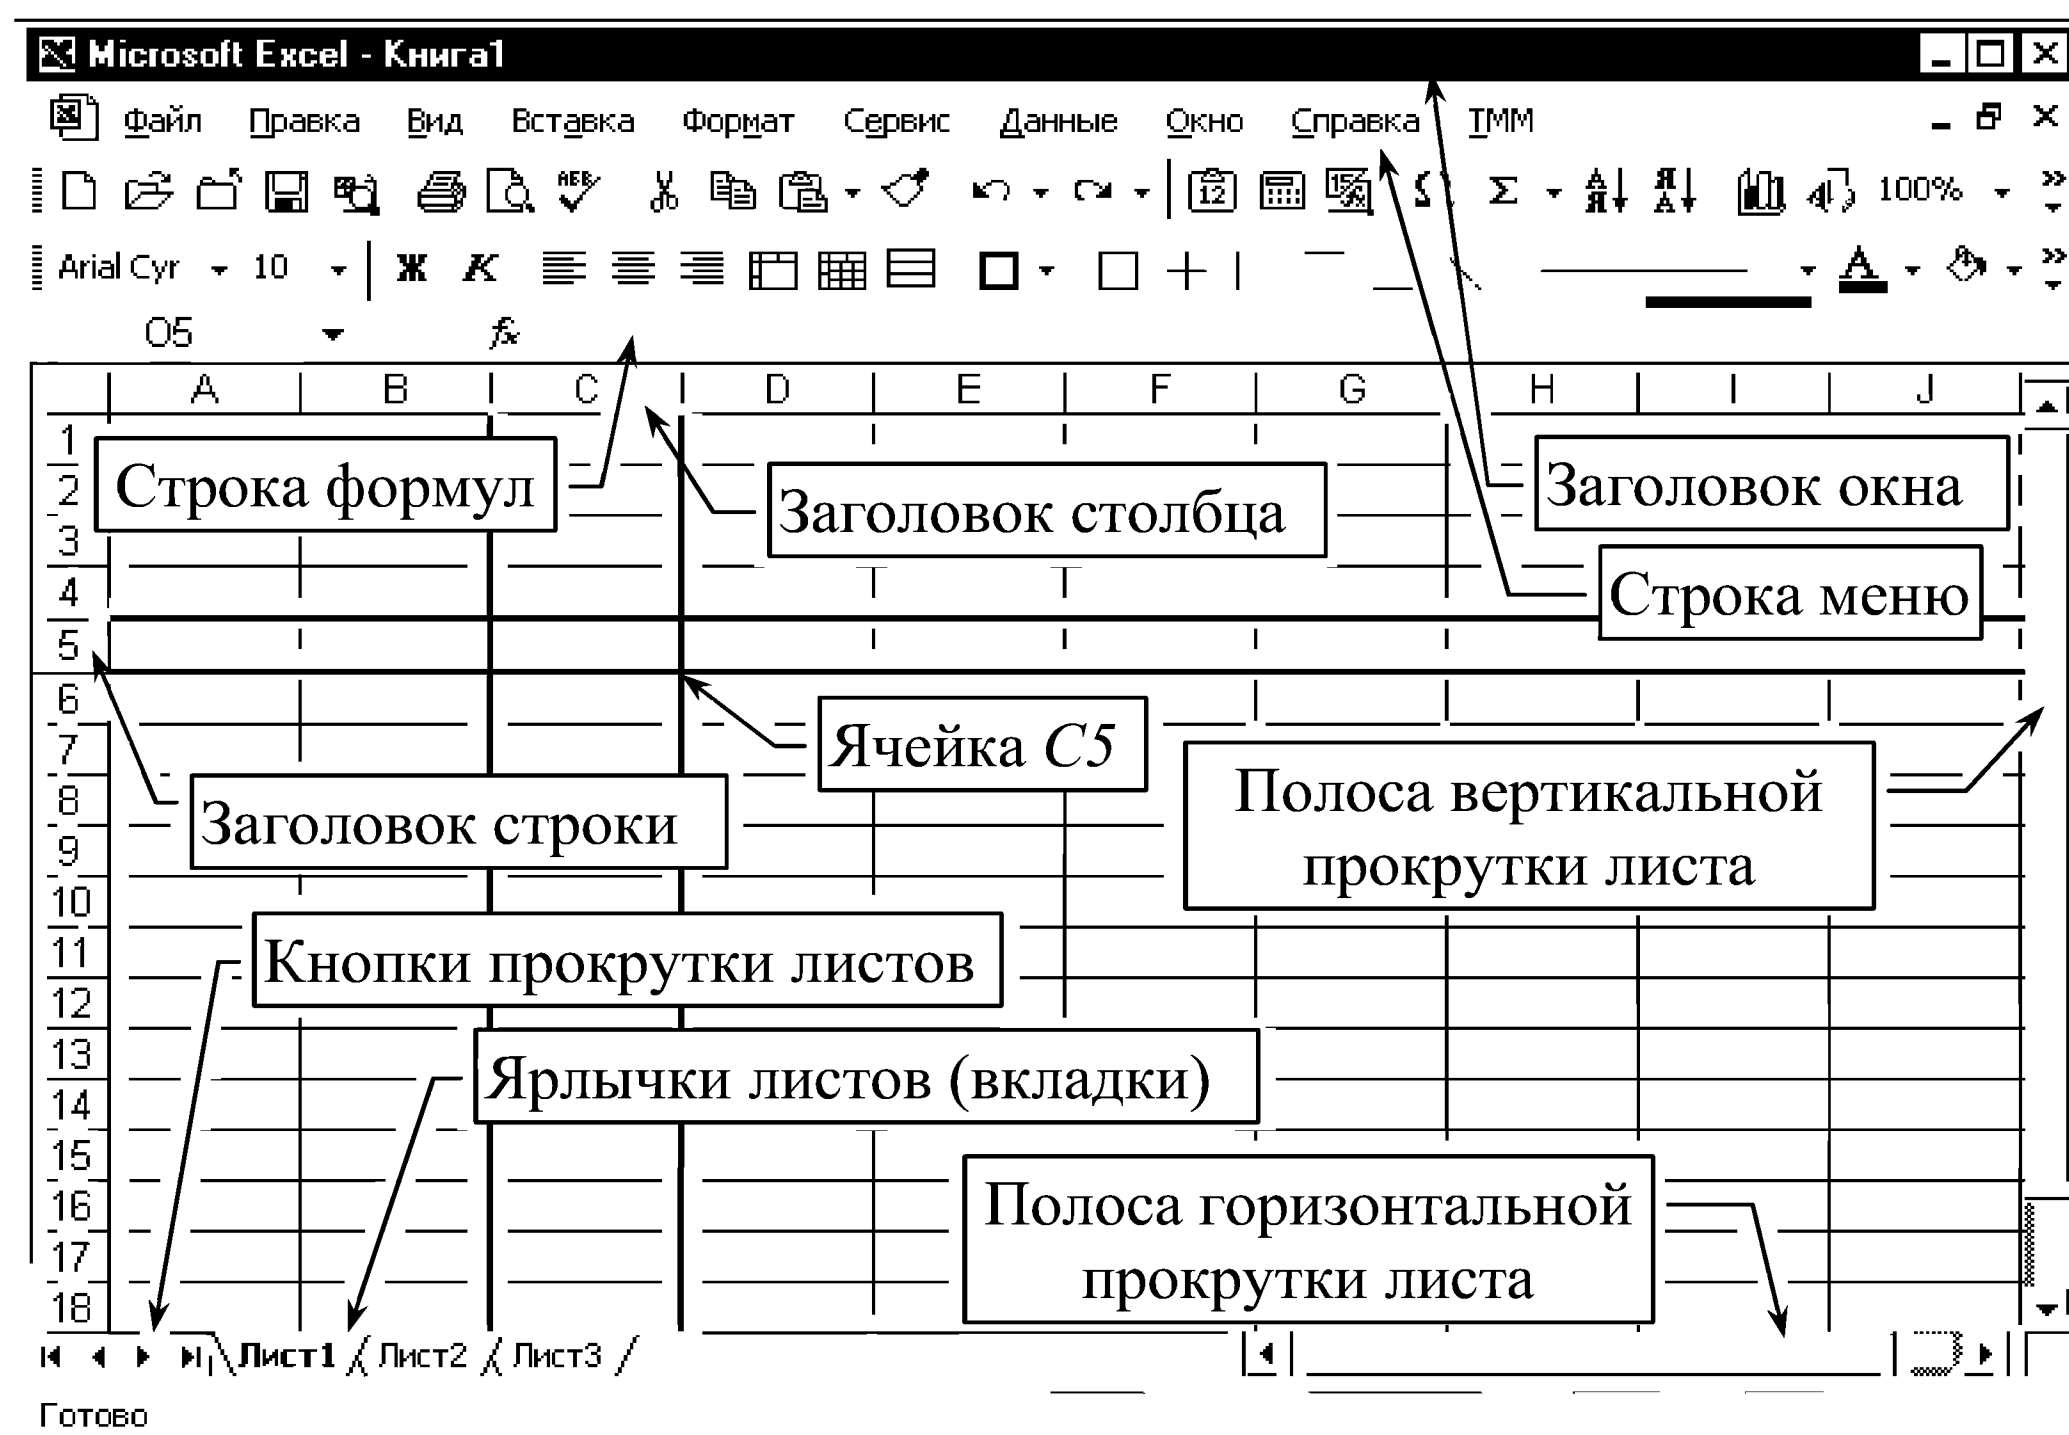 Microsoft Excel - Книга1
Файл Правка Вид Вставка Формат Сервис Данные Окно Справка ТММ
100%
Arial Cyr 10 Ж К A
O5 fx
A B C D E F G H I J
1
2
3
4
5
6
7
8
9
10
11
12
13
14
15
16
17
18
Строка формул
Заголовок столбца
Заголовок окна
Строка меню
Ячейка C5
Заголовок строки
Полоса вертикальной
прокрутки листа
Кнопки прокрутки листов
Ярлычки листов (вкладки)
Полоса горизонтальной
прокрутки листа
Лист1 Лист2 Лист3
Готово